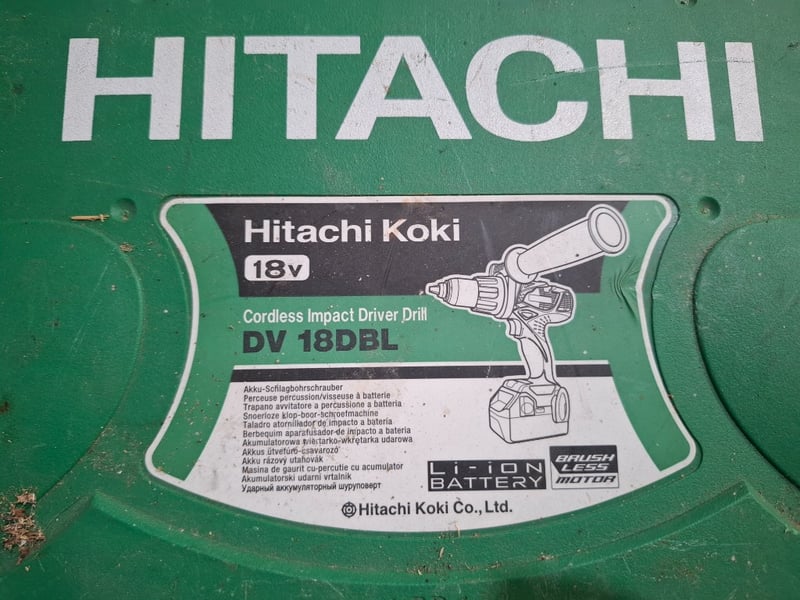 HITACHI
Hitachi Koki
18V
Cordless Impact Driver Drill
DV 18DBL
Akku-Schlagbohrschrauber
Perceuse percussion/visseuse à batterie
Trapano avvitatore a percussione a batteria
Snoerloze klop-boor-schroefmachine
Taladro atornillador de impacto a batería
Berbequim aparafusador de impacto a bateria
Akumulatorowa wiertarko-wkrętarka udarowa
Akkus ütvefúró-csavarozó
Akku rázový utahovák
Masina de gaurit cu-percutie cu acumulator
Akumulatorski udarni vrtalnik
Ударный аккумуляторный шуруповерт
Li-ion
BATTERY
BRUSH
LESS
MOTOR
Hitachi Koki Co., Ltd.